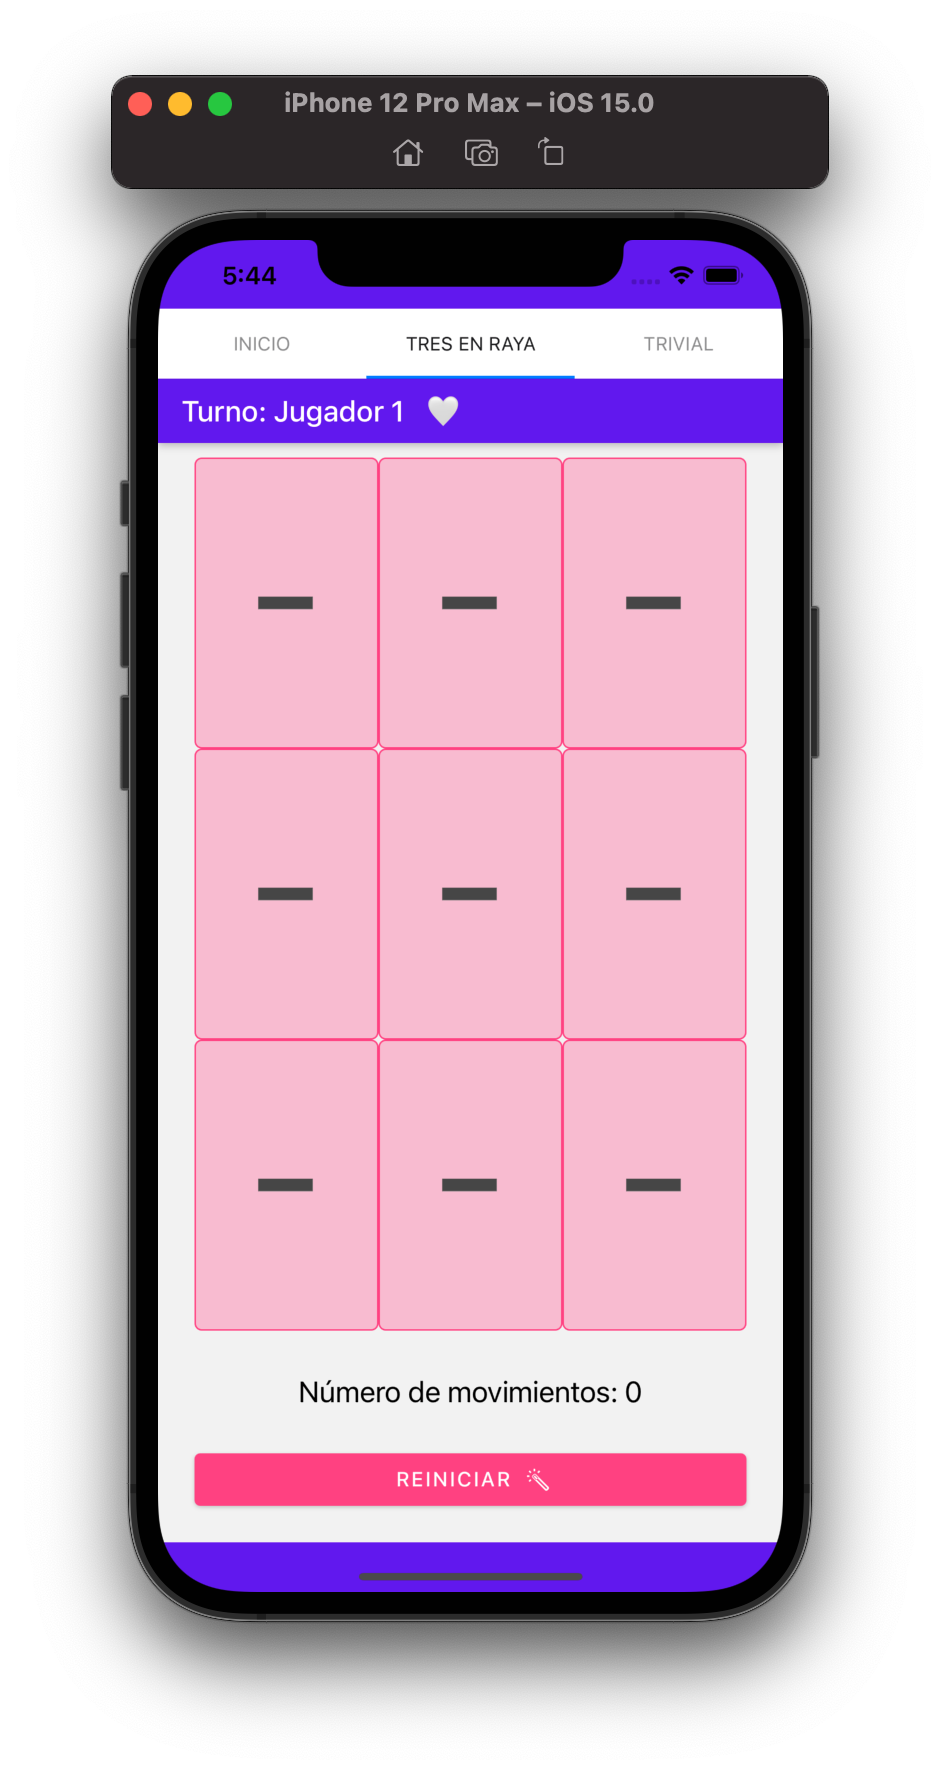 iPhone 12 Pro Max – iOS 15.0
5:44
INICIO TRES EN RAYA TRIVIAL
Turno: Jugador 1 🤍
Número de movimientos: 0
REINICIAR